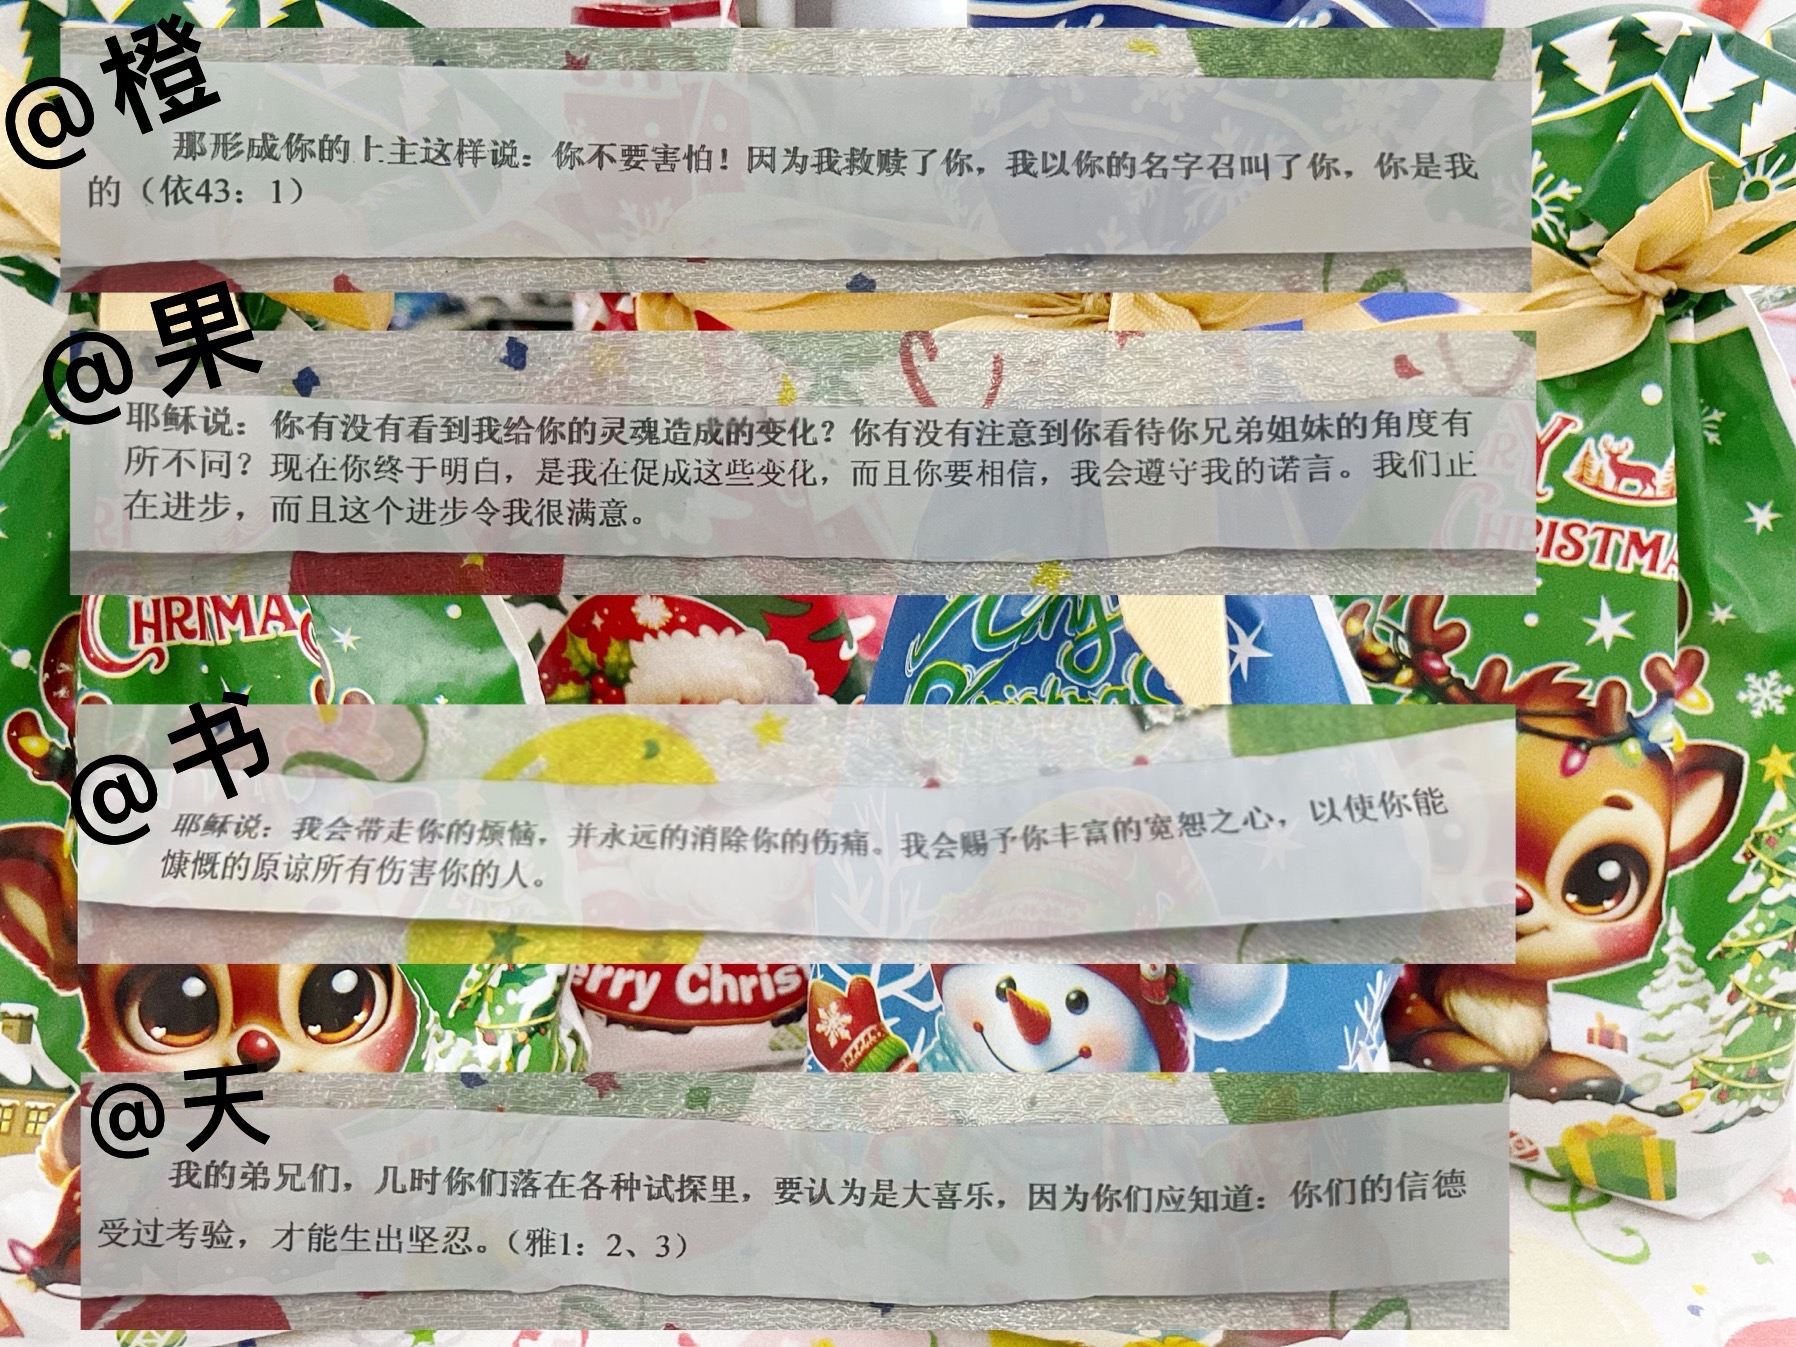 @橙
那形成你的上主这样说：你不要害怕！因为我救赎了你，我以你的名字召叫了你，你是我
的（依43：1）
@果
耶稣说：你有没有看到我给你的灵魂造成的变化？你有没有注意到你看待你兄弟姐妹的角度有
所不同？现在你终于明白，是我在促成这些变化，而且你要相信，我会遵守我的诺言。我们正
在进步，而且这个进步令我很满意。
CHRISTMA
CHRI MA
@书
耶稣说：我会带走你的烦恼，并永远的消除你的伤痛。我会赐予你丰富的宽恕之心，以使你能
慷慨的原谅所有伤害你的人。
erry Chris
@天
我的弟兄们，几时你们落在各种试探里，要认为是大喜乐，因为你们应知道：你们的信德
受过考验，才能生出坚忍。（雅1：2、3）